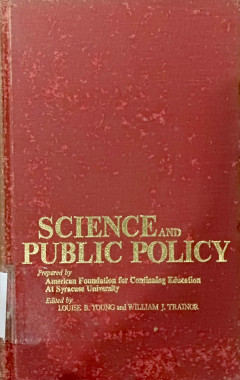 SCIENCE AND
PUBLIC POLICY
Prepared by
American Foundation for Continuing Education
At Syracuse University
Edited by
LOUISE B. YOUNG and WILLIAM J. TRAINOR